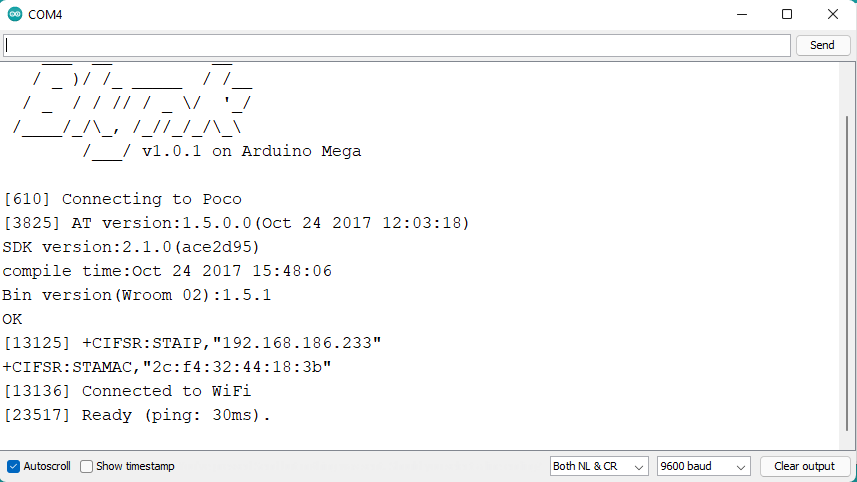 COM4
Send
    ___  __          __
   / _ )/ /_ _____  / /__
  / _  / / // / _ \/  '_/
 /____/_/\_, /_//_/_/\_\
        /___/ v1.0.1 on Arduino Mega
[610] Connecting to Poco
[3825] AT version:1.5.0.0(Oct 24 2017 12:03:18)
SDK version:2.1.0(ace2d95)
compile time:Oct 24 2017 15:48:06
Bin version(Wroom 02):1.5.1
OK
[13125] +CIFSR:STAIP,"192.168.186.233"
+CIFSR:STAMAC,"2c:f4:32:44:18:3b"
[13136] Connected to WiFi
[23517] Ready (ping: 30ms).
Autoscroll Show timestamp Both NL & CR 9600 baud Clear output